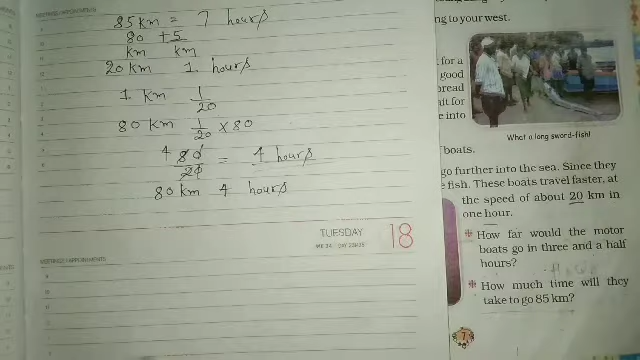 85 km = 7 hours
80 + 5
km km
20 km 1 hours
1 km 1/20
80 km 1/20 × 80
4 80/20 = 4 hours
80 km 4 hours
TUESDAY 18
ng to your west.
for a
good
oread
ait for
e into
What a long sword-fish!
boats.
go further into the sea. Since they
e fish. These boats travel faster, at
the speed of about 20 km in
one hour.
How far would the motor
boats go in three and a half
hours?
How much time will they
take to go 85 km?
7